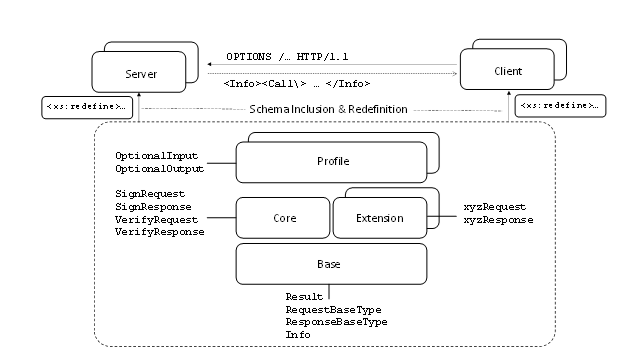 OPTIONS /… HTTP/1.1
Server
Client
<Info><Call\> … </Info>
<xs:redefine>…
<xs:redefine>…
Schema Inclusion & Redefinition
OptionalInput
OptionalOutput
Profile
SignRequest
SignResponse
VerifyRequest
VerifyResponse
Core
Extension
xyzRequest
xyzResponse
Base
Result
RequestBaseType
ResponseBaseType
Info